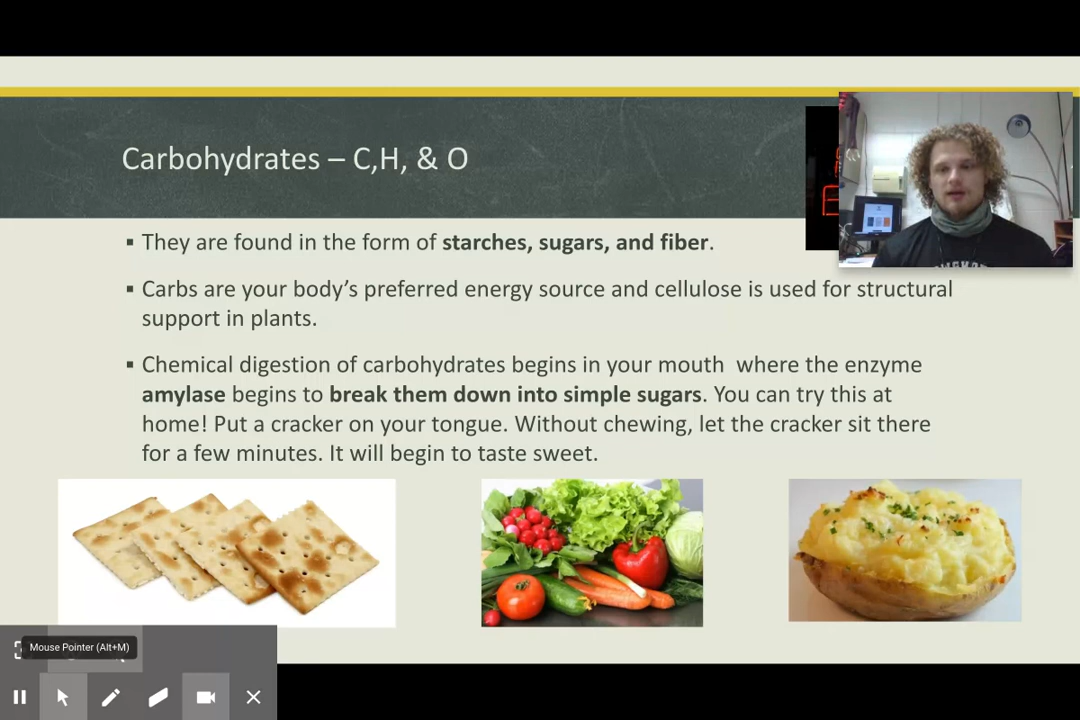 Carbohydrates – C,H, & O
▪ They are found in the form of starches, sugars, and fiber.
▪ Carbs are your body’s preferred energy source and cellulose is used for structural
support in plants.
▪ Chemical digestion of carbohydrates begins in your mouth  where the enzyme
amylase begins to break them down into simple sugars. You can try this at
home! Put a cracker on your tongue. Without chewing, let the cracker sit there
for a few minutes. It will begin to taste sweet.
Mouse Pointer (Alt+M)